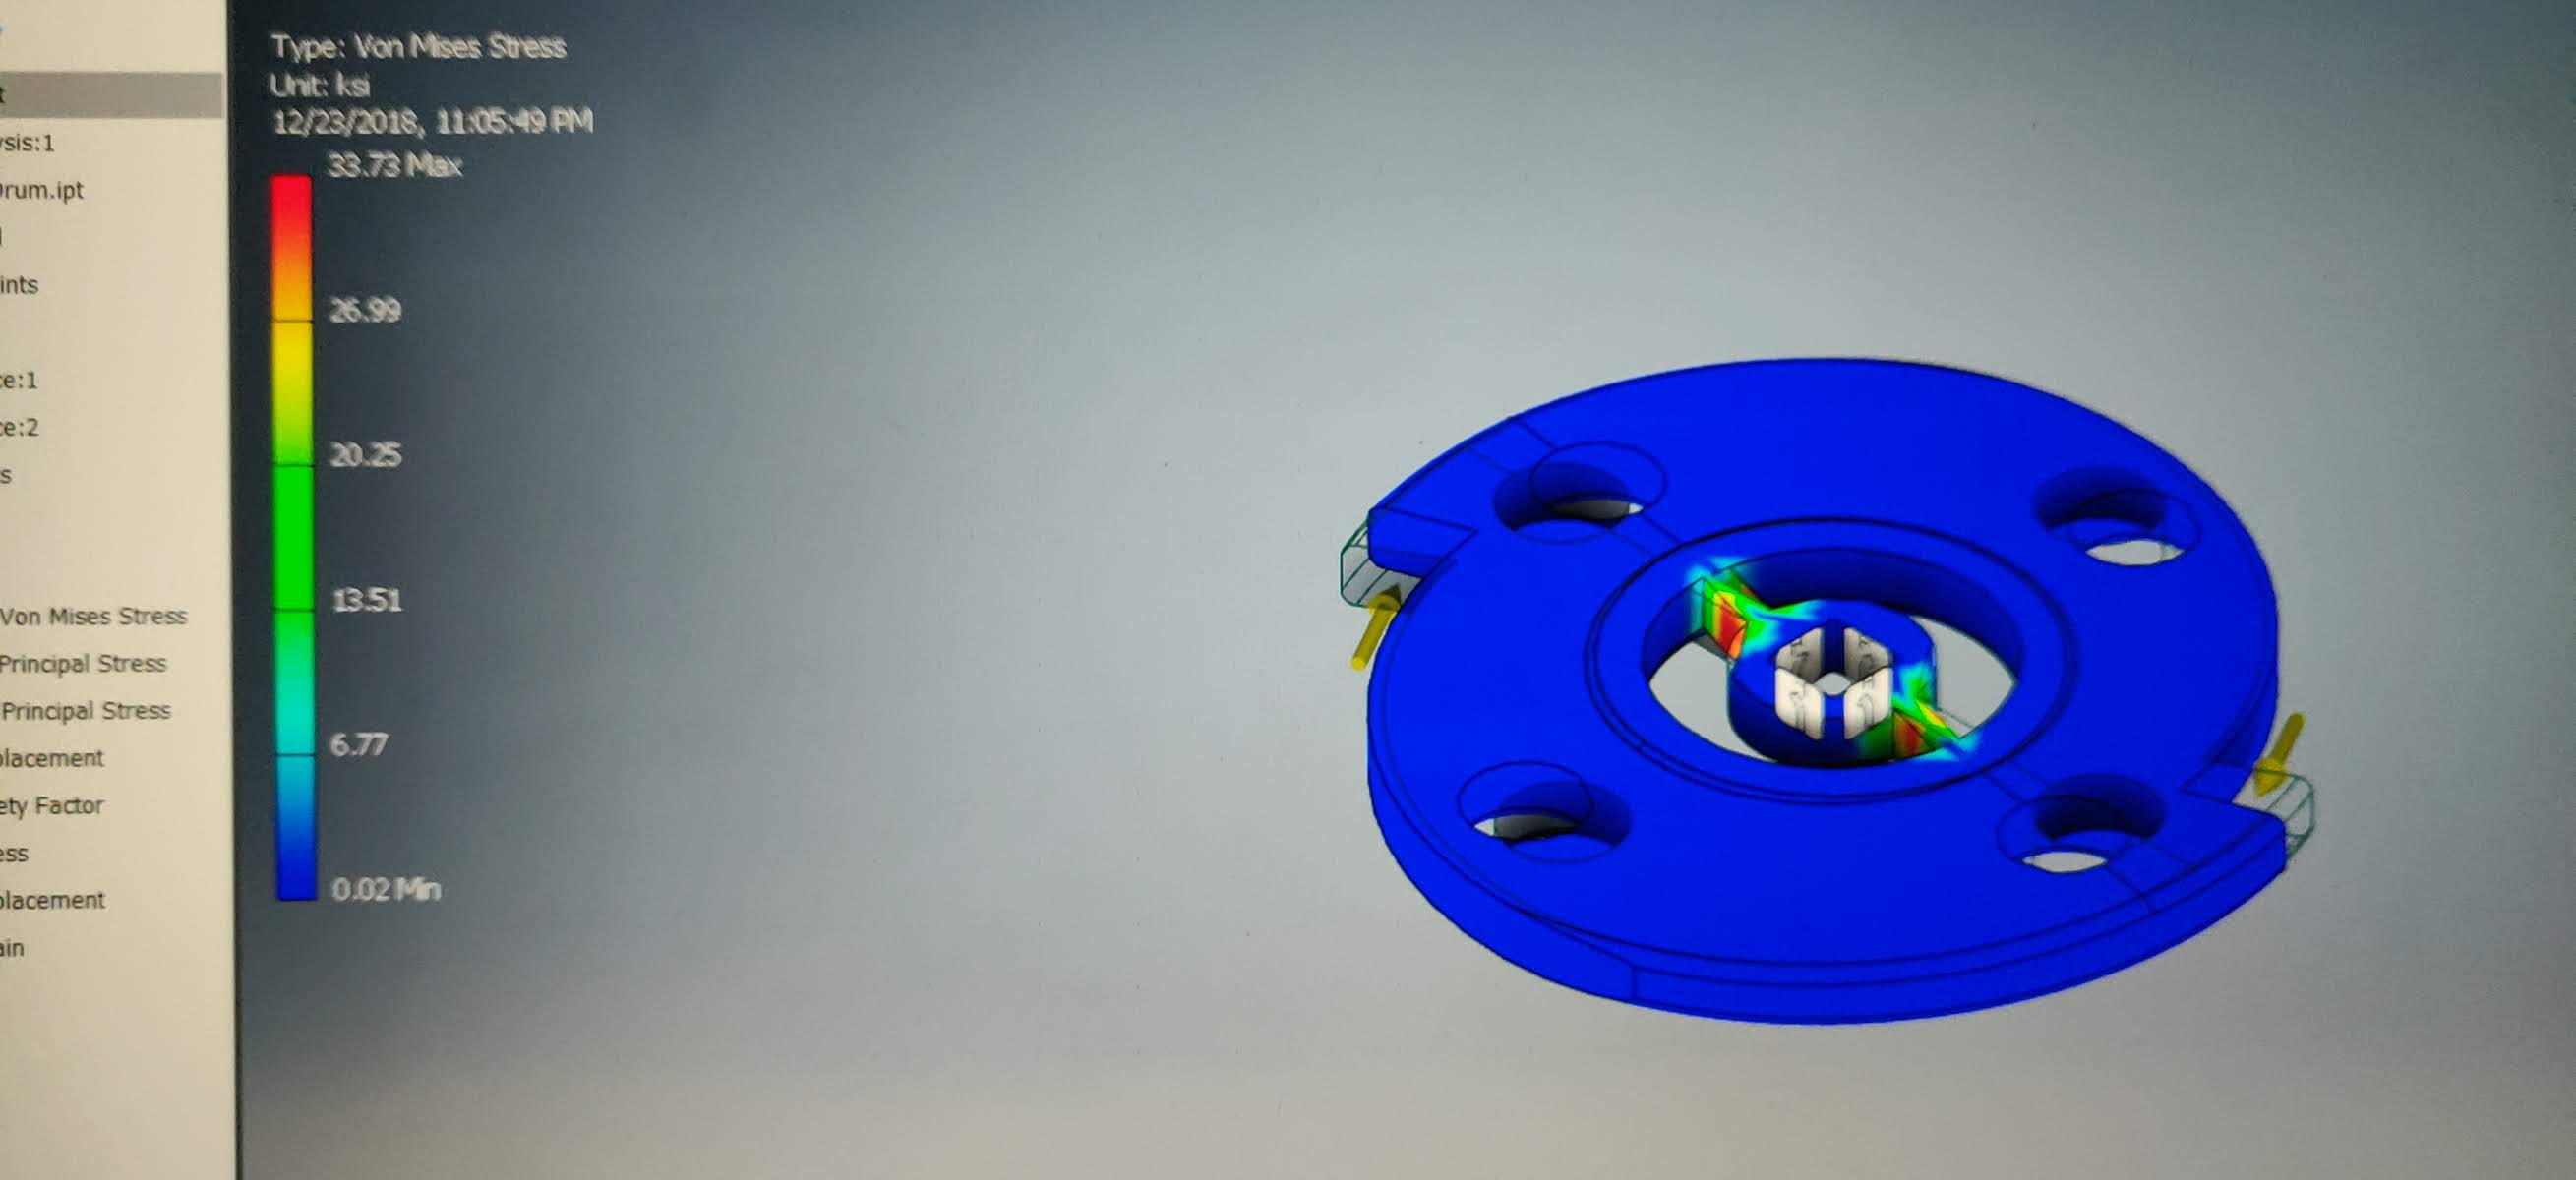 Type: Von Mises Stress
Unit: ksi
12/23/2018, 11:05:49 PM
33.73 Max
26.99
20.25
13.51
6.77
0.02 Min
t
ysis:1
Drum.ipt
ints
ce:1
ce:2
s
Von Mises Stress
Principal Stress
Principal Stress
placement
ety Factor
ess
placement
ain